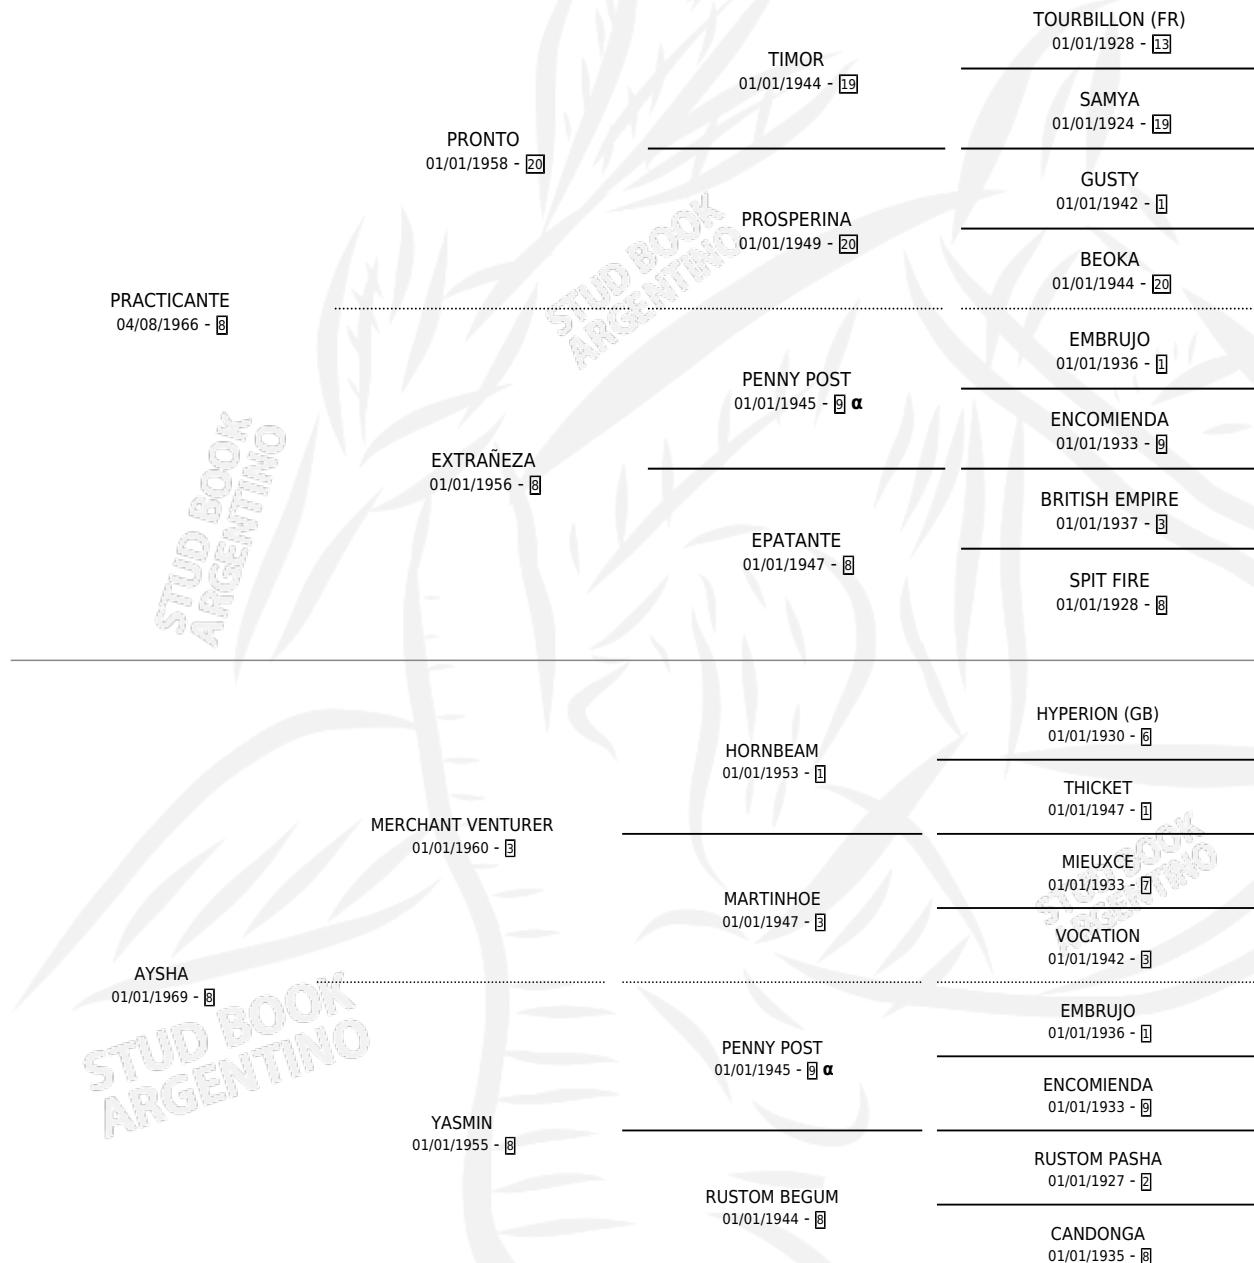 TOURBILLON (FR)
01/01/1928 - 13
TIMOR
01/01/1944 - 19
SAMYA
01/01/1924 - 19
PRONTO
01/01/1958 - 20
GUSTY
01/01/1942 - 1
PROSPERINA
01/01/1949 - 20
BEOKA
01/01/1944 - 20
STUD BOOK
ARGENTINO
PRACTICANTE
04/08/1966 - 8
EMBRUJO
01/01/1936 - 1
PENNY POST
01/01/1945 - 9 α
ENCOMIENDA
01/01/1933 - 9
EXTRAÑEZA
01/01/1956 - 8
BRITISH EMPIRE
01/01/1937 - 3
EPATANTE
01/01/1947 - 8
SPIT FIRE
01/01/1928 - 8
STUD BOOK
ARGENTINO
HYPERION (GB)
01/01/1930 - 6
HORNBEAM
01/01/1953 - 1
THICKET
01/01/1947 - 1
MERCHANT VENTURER
01/01/1960 - 3
MIEUXCE
01/01/1933 - 7
MARTINHOE
01/01/1947 - 3
VOCATION
01/01/1942 - 3
STUD BOOK
ARGENTINO
AYSHA
01/01/1969 - 8
EMBRUJO
01/01/1936 - 1
PENNY POST
01/01/1945 - 9 α
ENCOMIENDA
01/01/1933 - 9
YASMIN
01/01/1955 - 8
RUSTOM PASHA
01/01/1927 - 2
RUSTOM BEGUM
01/01/1944 - 8
CANDONGA
01/01/1935 - 8
STUD BOOK
ARGENTINO